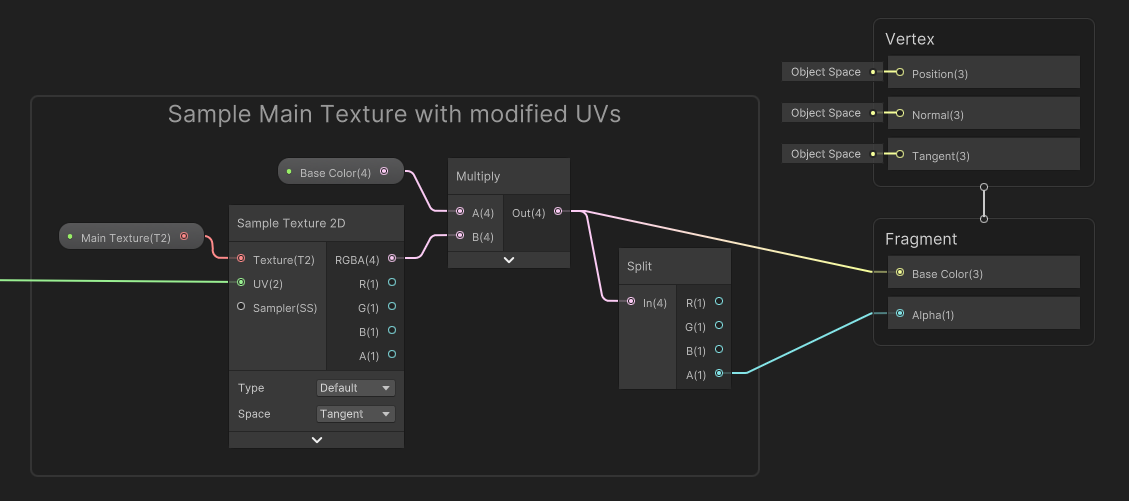 Vertex
Object Space
Position(3)
Object Space
Normal(3)
Object Space
Tangent(3)
Sample Main Texture with modified UVs
Base Color(4)
Multiply
A(4)
Out(4)
B(4)
Main Texture(T2)
Sample Texture 2D
Texture(T2)
RGBA(4)
UV(2)
R(1)
Sampler(SS)
G(1)
B(1)
A(1)
Type
Default
Space
Tangent
Split
In(4)
R(1)
G(1)
B(1)
A(1)
Fragment
Base Color(3)
Alpha(1)